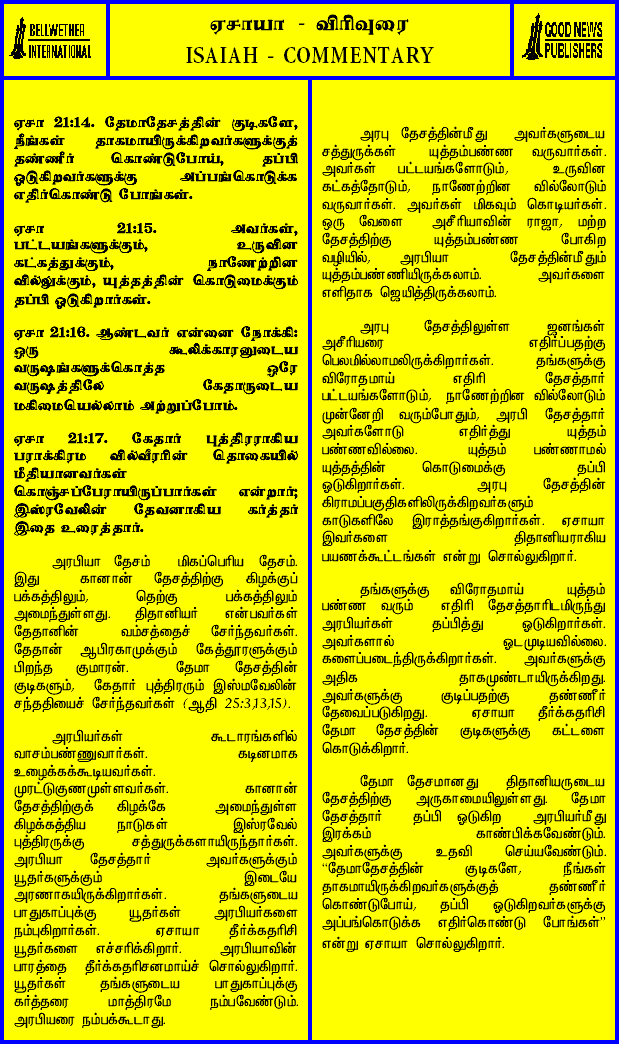 BELLWETHER
INTERNATIONAL
ஏசாயா - விரிவுரை
ISAIAH - COMMENTARY
GOOD NEWS
PUBLISHERS
ஏசா 21:14. தேமாதேசத்தின் குடிகளே,
நீங்கள் தாகமாயிருக்கிறவர்களுக்குத்
தண்ணீர் கொண்டுபோய், தப்பி
ஓடுகிறவர்களுக்கு அப்பங்கொடுக்க
எதிர்கொண்டு போங்கள்.
ஏசா 21:15. அவர்கள்,
பட்டயங்களுக்கும், உருவின
கட்கத்துக்கும், நாணேற்றின
வில்லுக்கும், யுத்தத்தின் கொடுமைக்கும்
தப்பி ஓடுகிறார்கள்.
ஏசா 21:16. ஆண்டவர் என்னை நோக்கி:
ஒரு கூலிக்காரனுடைய
வருஷங்களுக்கொத்த ஒரே
வருஷத்திலே கேதாருடைய
மகிமையெல்லாம் அற்றுப்போம்.
ஏசா 21:17. கேதார் புத்திரராகிய
பராக்கிரம வில்வீரரின் தொகையில்
மீதியானவர்கள்
கொஞ்சப்பேராயிருப்பார்கள் என்றார்;
இஸ்ரவேலின் தேவனாகிய கர்த்தர்
இதை உரைத்தார்.
அரபியா தேசம் மிகப்பெரிய தேசம்.
இது கானான் தேசத்திற்கு கிழக்குப்
பக்கத்திலும், தெற்கு பக்கத்திலும்
அமைந்துள்ளது. திதானியர் என்பவர்கள்
தேதானின் வம்சத்தைச் சேர்ந்தவர்கள்.
தேதான் ஆபிரகாமுக்கும் கேத்தூரளுக்கும்
பிறந்த குமாரன். தேமா தேசத்தின்
குடிகளும், கேதார் புத்திரரும் இஸ்மவேலின்
சந்ததியைச் சேர்ந்தவர்கள் (ஆதி 25:3,13,15).
அரபியர்கள் கூடாரங்களில்
வாசம்பண்ணுவார்கள். கடினமாக
உழைக்கக்கூடியவர்கள்.
முரட்டுகுணமுள்ளவர்கள். கானான்
தேசத்திற்குக் கிழக்கே அமைந்துள்ள
கிழக்கத்திய நாடுகள் இஸ்ரவேல்
புத்திரருக்கு சத்துருக்களாயிருந்தார்கள்.
அரபியா தேசத்தார் அவர்களுக்கும்
யூதர்களுக்கும் இடையே
அரணாகயிருக்கிறார்கள். தங்களுடைய
பாதுகாப்புக்கு யூதர்கள் அரபியர்களை
நம்புகிறார்கள். ஏசாயா தீர்க்கதரிசி
யூதர்களை எச்சரிக்கிறார். அரபியாவின்
பாரத்தை தீர்க்கதரிசனமாய்ச் சொல்லுகிறார்.
யூதர்கள் தங்களுடைய பாதுகாப்புக்கு
கர்த்தரை மாத்திரமே நம்பவேண்டும்.
அரபியரை நம்பக்கூடாது.
அரபு தேசத்தின்மீது அவர்களுடைய
சத்துருக்கள் யுத்தம்பண்ண வருவார்கள்.
அவர்கள் பட்டயங்களோடும், உருவின
கட்கத்தோடும், நாணேற்றின வில்லோடும்
வருவார்கள். அவர்கள் மிகவும் கொடியர்கள்.
ஒரு வேளை அசீரியாவின் ராஜா, மற்ற
தேசத்திற்கு யுத்தம்பண்ண போகிற
வழியில், அரபியா தேசத்தின்மீதும்
யுத்தம்பண்ணியிருக்கலாம். அவர்களை
எளிதாக ஜெயித்திருக்கலாம்.
அரபு தேசத்திலுள்ள ஜனங்கள்
அசீரியரை எதிர்ப்பதற்கு
பெலமில்லாமலிருக்கிறார்கள். தங்களுக்கு
விரோதமாய் எதிரி தேசத்தார்
பட்டயங்களோடும், நாணேற்றின வில்லோடும்
முன்னேறி வரும்போதும், அரபி தேசத்தார்
அவர்களோடு எதிர்த்து யுத்தம்
பண்ணவில்லை. யுத்தம் பண்ணாமல்
யுத்தத்தின் கொடுமைக்கு தப்பி
ஓடுகிறார்கள். அரபு தேசத்தின்
கிராமப்பகுதிகளிலிருக்கிறவர்களும்
காடுகளிலே இராத்தங்குகிறார்கள். ஏசாயா
இவர்களை திதானியராகிய
பயணக்கூட்டங்கள் என்று சொல்லுகிறார்.
தங்களுக்கு விரோதமாய் யுத்தம்
பண்ண வரும் எதிரி தேசத்தாரிடமிருந்து
அரபியர்கள் தப்பித்து ஓடுகிறார்கள்.
அவர்களால் ஓடமுடியவில்லை.
களைப்படைந்திருக்கிறார்கள். அவர்களுக்கு
அதிக தாகமுண்டாயிருக்கிறது.
அவர்களுக்கு குடிப்பதற்கு தண்ணீர்
தேவைப்படுகிறது. ஏசாயா தீர்க்கதரிசி
தேமா தேசத்தின் குடிகளுக்கு கட்டளை
கொடுக்கிறார்.
தேமா தேசமானது திதானியருடைய
தேசத்திற்கு அருகாமையிலுள்ளது. தேமா
தேசத்தார் தப்பி ஓடுகிற அரபியர்மீது
இரக்கம் காண்பிக்கவேண்டும்.
அவர்களுக்கு உதவி செய்யவேண்டும்.
“தேமாதேசத்தின் குடிகளே, நீங்கள்
தாகமாயிருக்கிறவர்களுக்குத் தண்ணீர்
கொண்டுபோய், தப்பி ஓடுகிறவர்களுக்கு
அப்பங்கொடுக்க எதிர்கொண்டு போங்கள்”
என்று ஏசாயா சொல்லுகிறார்.